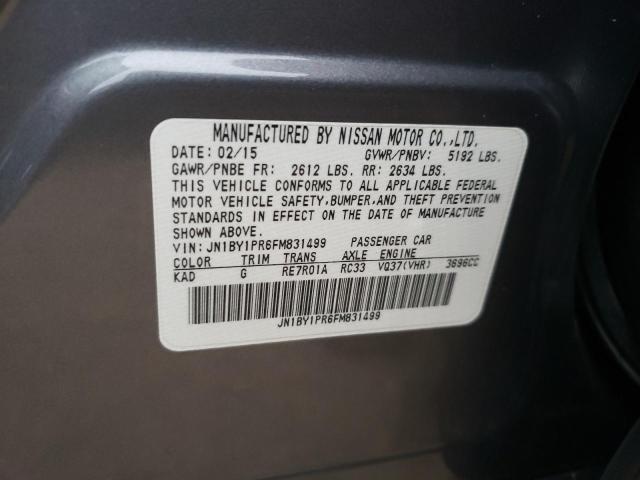 MANUFACTURED BY NISSAN MOTOR CO.,LTD.
DATE: 02/15 GVWR/PNBV: 5192 LBS.
GAWR/PNBE FR: 2612 LBS. RR: 2634 LBS.
THIS VEHICLE CONFORMS TO ALL APPLICABLE FEDERAL
MOTOR VEHICLE SAFETY,BUMPER,AND THEFT PREVENTION
STANDARDS IN EFFECT ON THE DATE OF MANUFACTURE
SHOWN ABOVE.
VIN: JN1BY1PR6FM831499 PASSENGER CAR
COLOR TRIM TRANS AXLE ENGINE
KAD G RE7R01A RC33 VQ37(VHR) 3696CC
JN1BY1PR6FM831499